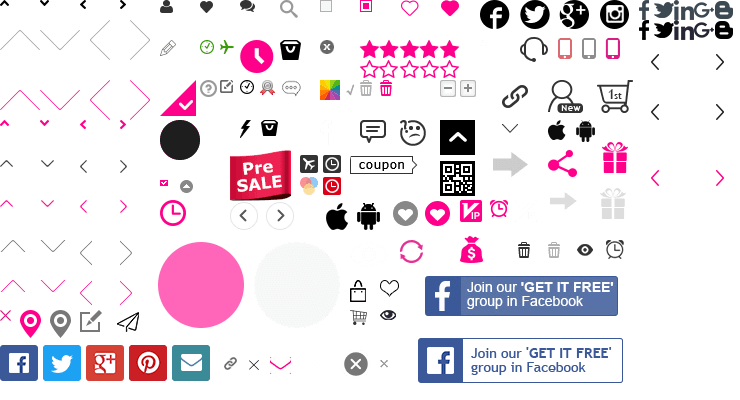 1st
New
Pre
SALE
coupon
VIP
Join our 'GET IT FREE'
group in Facebook
Join our 'GET IT FREE'
group in Facebook